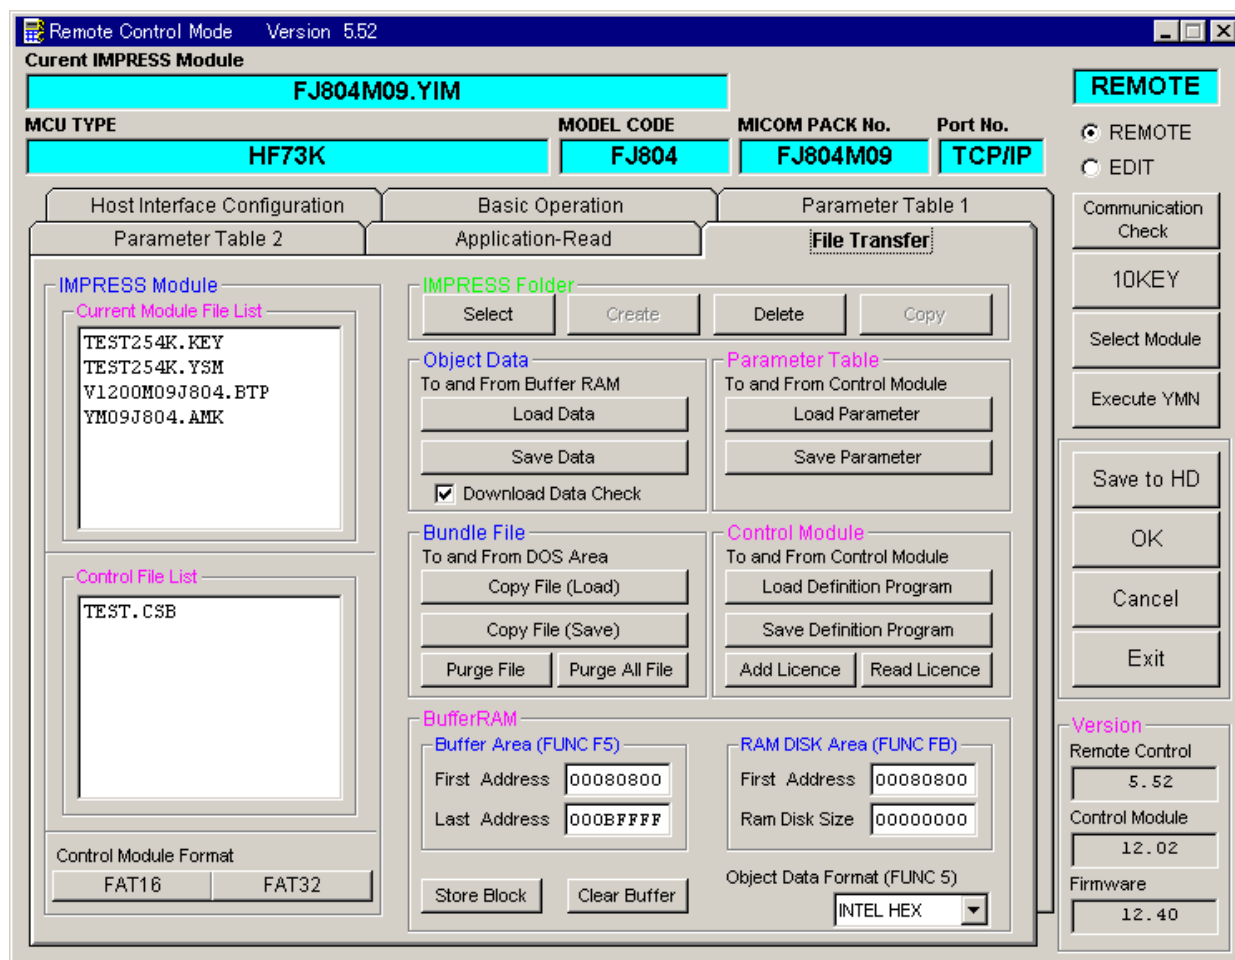 Remote Control Mode Version 5.52
Curent IMPRESS Module
FJ804M09.YIM
REMOTE
MCU TYPE MODEL CODE MICOM PACK No. Port No.
HF73K FJ804 FJ804M09 TCP/IP
REMOTE
EDIT
Host Interface Configuration Basic Operation Parameter Table 1
Parameter Table 2 Application-Read File Transfer
Communication
Check
10KEY
Select Module
Execute YMN
IMPRESS Module
Current Module File List
TEST254K.KEY
TEST254K.YSM
V1200M09J804.BTP
YM09J804.AMK
Control File List
TEST.CSB
Control Module Format
FAT16 FAT32
IMPRESS Folder
Select Create Delete Copy
Object Data
To and From Buffer RAM
Load Data
Save Data
Download Data Check
Parameter Table
To and From Control Module
Load Parameter
Save Parameter
Bundle File
To and From DOS Area
Copy File (Load)
Copy File (Save)
Purge File Purge All File
Control Module
To and From Control Module
Load Definition Program
Save Definition Program
Add Licence Read Licence
BufferRAM
Buffer Area (FUNC F5)
First Address 00080800
Last Address 000BFFFF
RAM DISK Area (FUNC FB)
First Address 00080800
Ram Disk Size 00000000
Store Block Clear Buffer
Object Data Format (FUNC 5)
INTEL HEX
Save to HD
OK
Cancel
Exit
Version
Remote Control
5.52
Control Module
12.02
Firmware
12.40